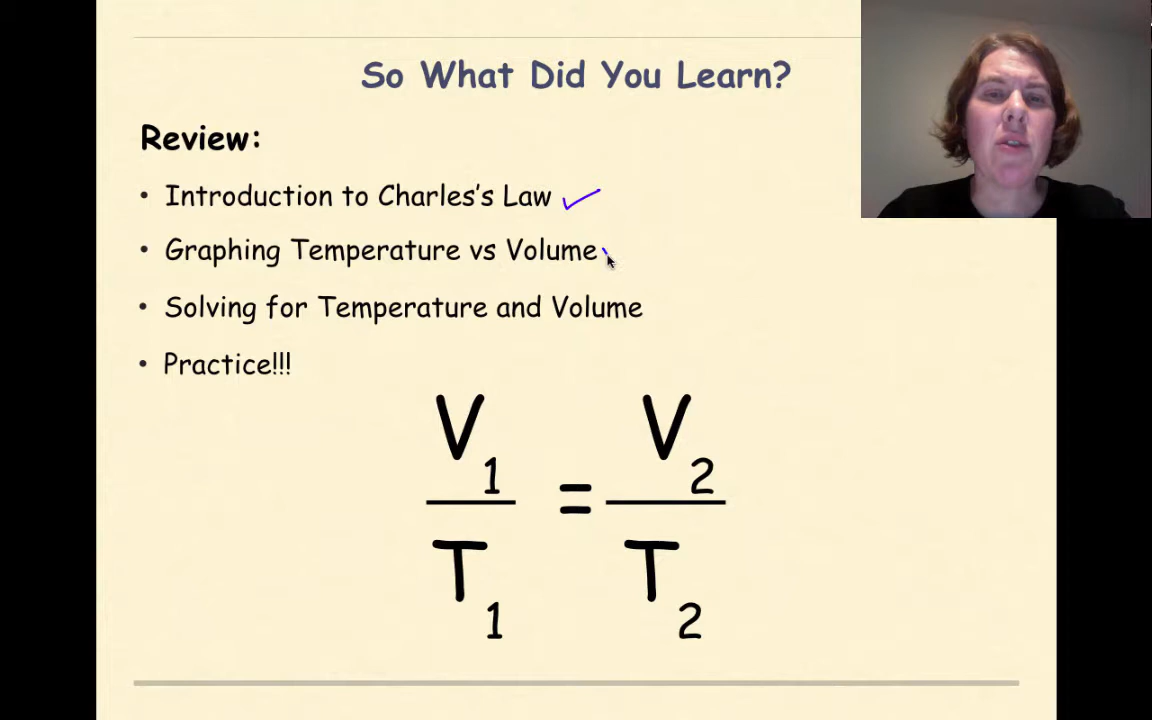 So What Did You Learn?
Review:
• Introduction to Charles's Law ✓
• Graphing Temperature vs Volume
• Solving for Temperature and Volume
• Practice!!!
V1 = V2
T1 T2